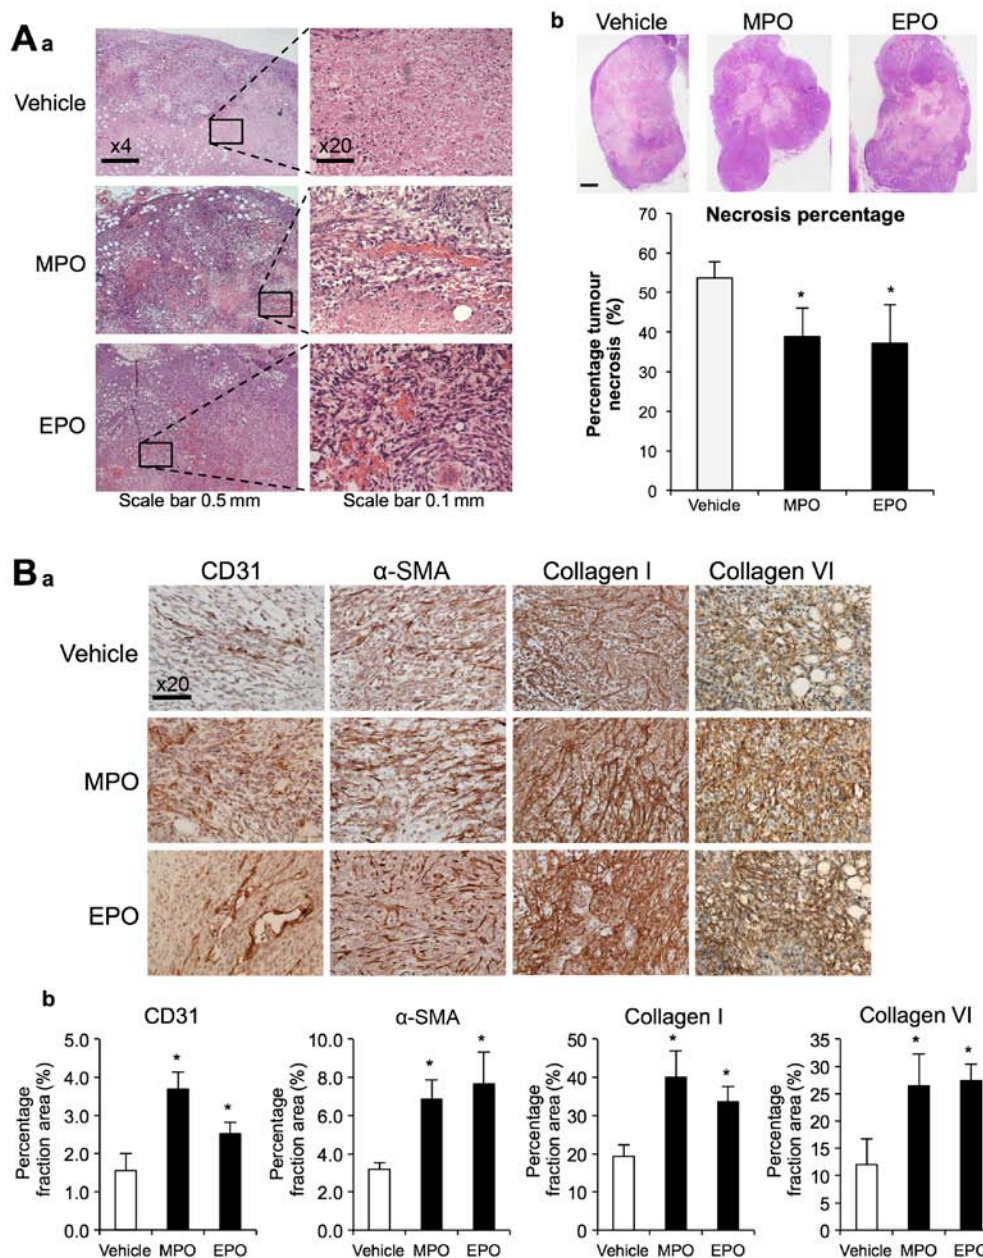 A a
Vehicle
x4
x20
MPO
EPO
Scale bar 0.5 mm
Scale bar 0.1 mm
b
Vehicle
MPO
EPO
Necrosis percentage
Percentage tumour
necrosis (%)
70
60
50
40
30
20
10
0
*
*
Vehicle
MPO
EPO
B a
CD31
α-SMA
Collagen I
Collagen VI
Vehicle
x20
MPO
EPO
b
CD31
Percentage
fraction area (%)
5.0
4.0
3.0
2.0
1.0
0.0
*
*
Vehicle MPO EPO
α-SMA
Percentage
fraction area (%)
10.0
8.0
6.0
4.0
2.0
0.0
*
*
Vehicle MPO EPO
Collagen I
Percentage
fraction area (%)
50
40
30
20
10
0
*
*
Vehicle MPO EPO
Collagen VI
Percentage
fraction area (%)
35
30
25
20
15
10
5
0
*
*
Vehicle MPO EPO